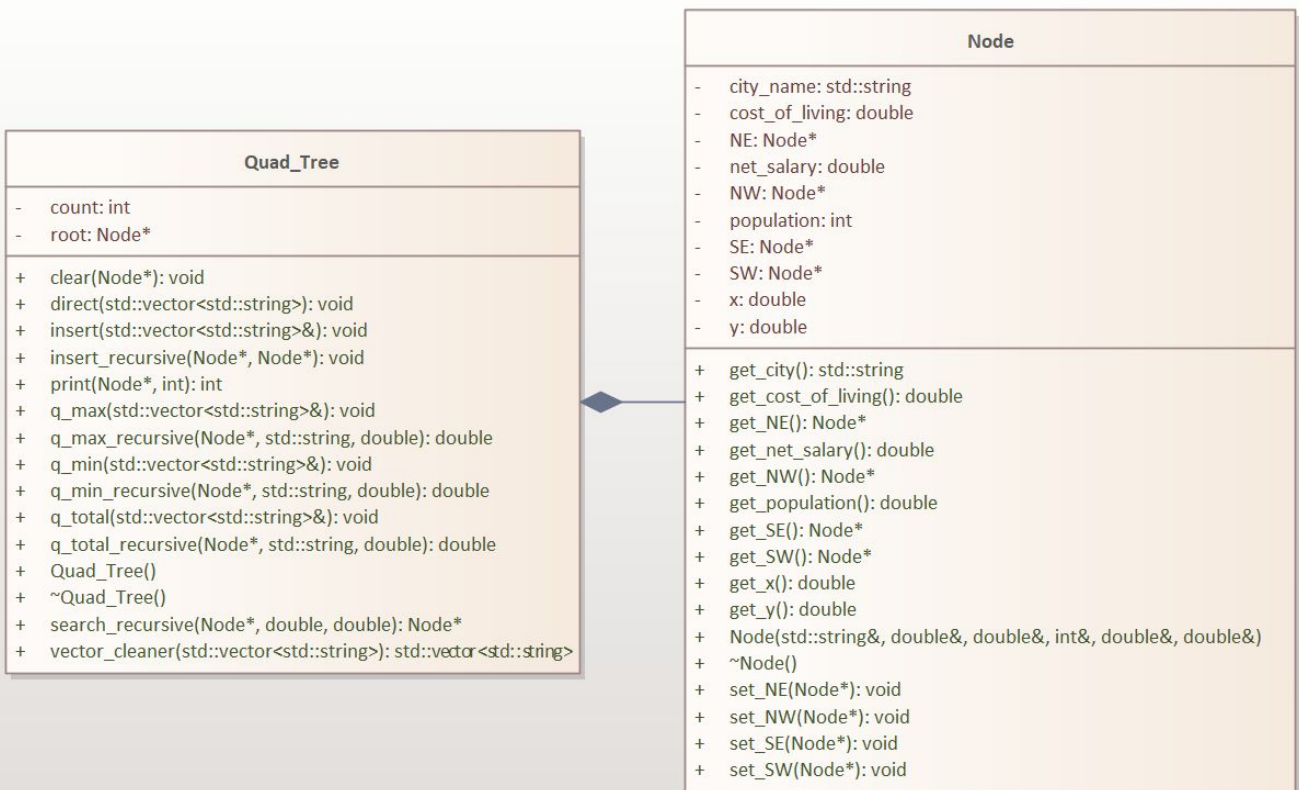 Quad_Tree
- count: int
- root: Node*
+ clear(Node*): void
+ direct(std::vector<std::string>): void
+ insert(std::vector<std::string>&): void
+ insert_recursive(Node*, Node*): void
+ print(Node*, int): int
+ q_max(std::vector<std::string>&): void
+ q_max_recursive(Node*, std::string, double): double
+ q_min(std::vector<std::string>&): void
+ q_min_recursive(Node*, std::string, double): double
+ q_total(std::vector<std::string>&): void
+ q_total_recursive(Node*, std::string, double): double
+ Quad_Tree()
+ ~Quad_Tree()
+ search_recursive(Node*, double, double): Node*
+ vector_cleaner(std::vector<std::string>): std::vector<std::string>
Node
- city_name: std::string
- cost_of_living: double
- NE: Node*
- net_salary: double
- NW: Node*
- population: int
- SE: Node*
- SW: Node*
- x: double
- y: double
+ get_city(): std::string
+ get_cost_of_living(): double
+ get_NE(): Node*
+ get_net_salary(): double
+ get_NW(): Node*
+ get_population(): double
+ get_SE(): Node*
+ get_SW(): Node*
+ get_x(): double
+ get_y(): double
+ Node(std::string&, double&, double&, int&, double&, double&)
+ ~Node()
+ set_NE(Node*): void
+ set_NW(Node*): void
+ set_SE(Node*): void
+ set_SW(Node*): void